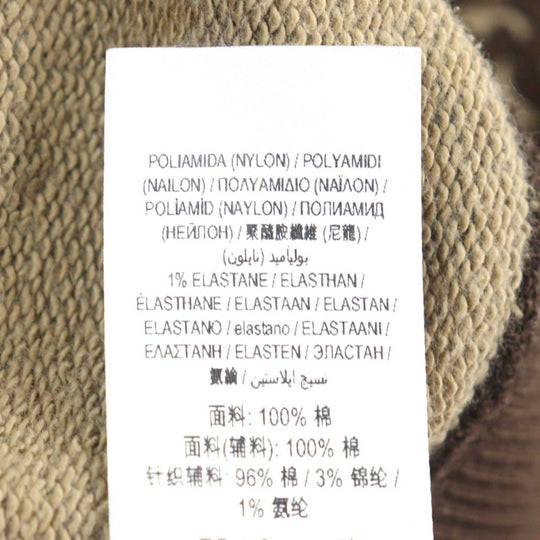 POLIAMIDA (NYLON) / POLYAMIDI
(NAILON) / ΠΟΛΥΑΜΙΔΙΟ (ΝΑΪΛΟΝ) /
POLİAMİD (NAYLON) / ПОЛИАМИД
(НЕЙЛОН) / 聚醯胺纖維 (尼龍) /
بولياميد (نايلون)
1% ELASTANE / ELASTHAN /
ÉLASTHANE / ELASTAAN / ELASTAN /
ELASTANO / elastano / ELASTAANI /
ΕΛΑΣΤΑΝΗ / ELASTEN / ЭЛАСТАН /
氨綸 / نسيج ايلاستين /
面料: 100% 棉
面料(辅料): 100% 棉
针织辅料: 96% 棉 / 3% 锦纶 /
1% 氨纶